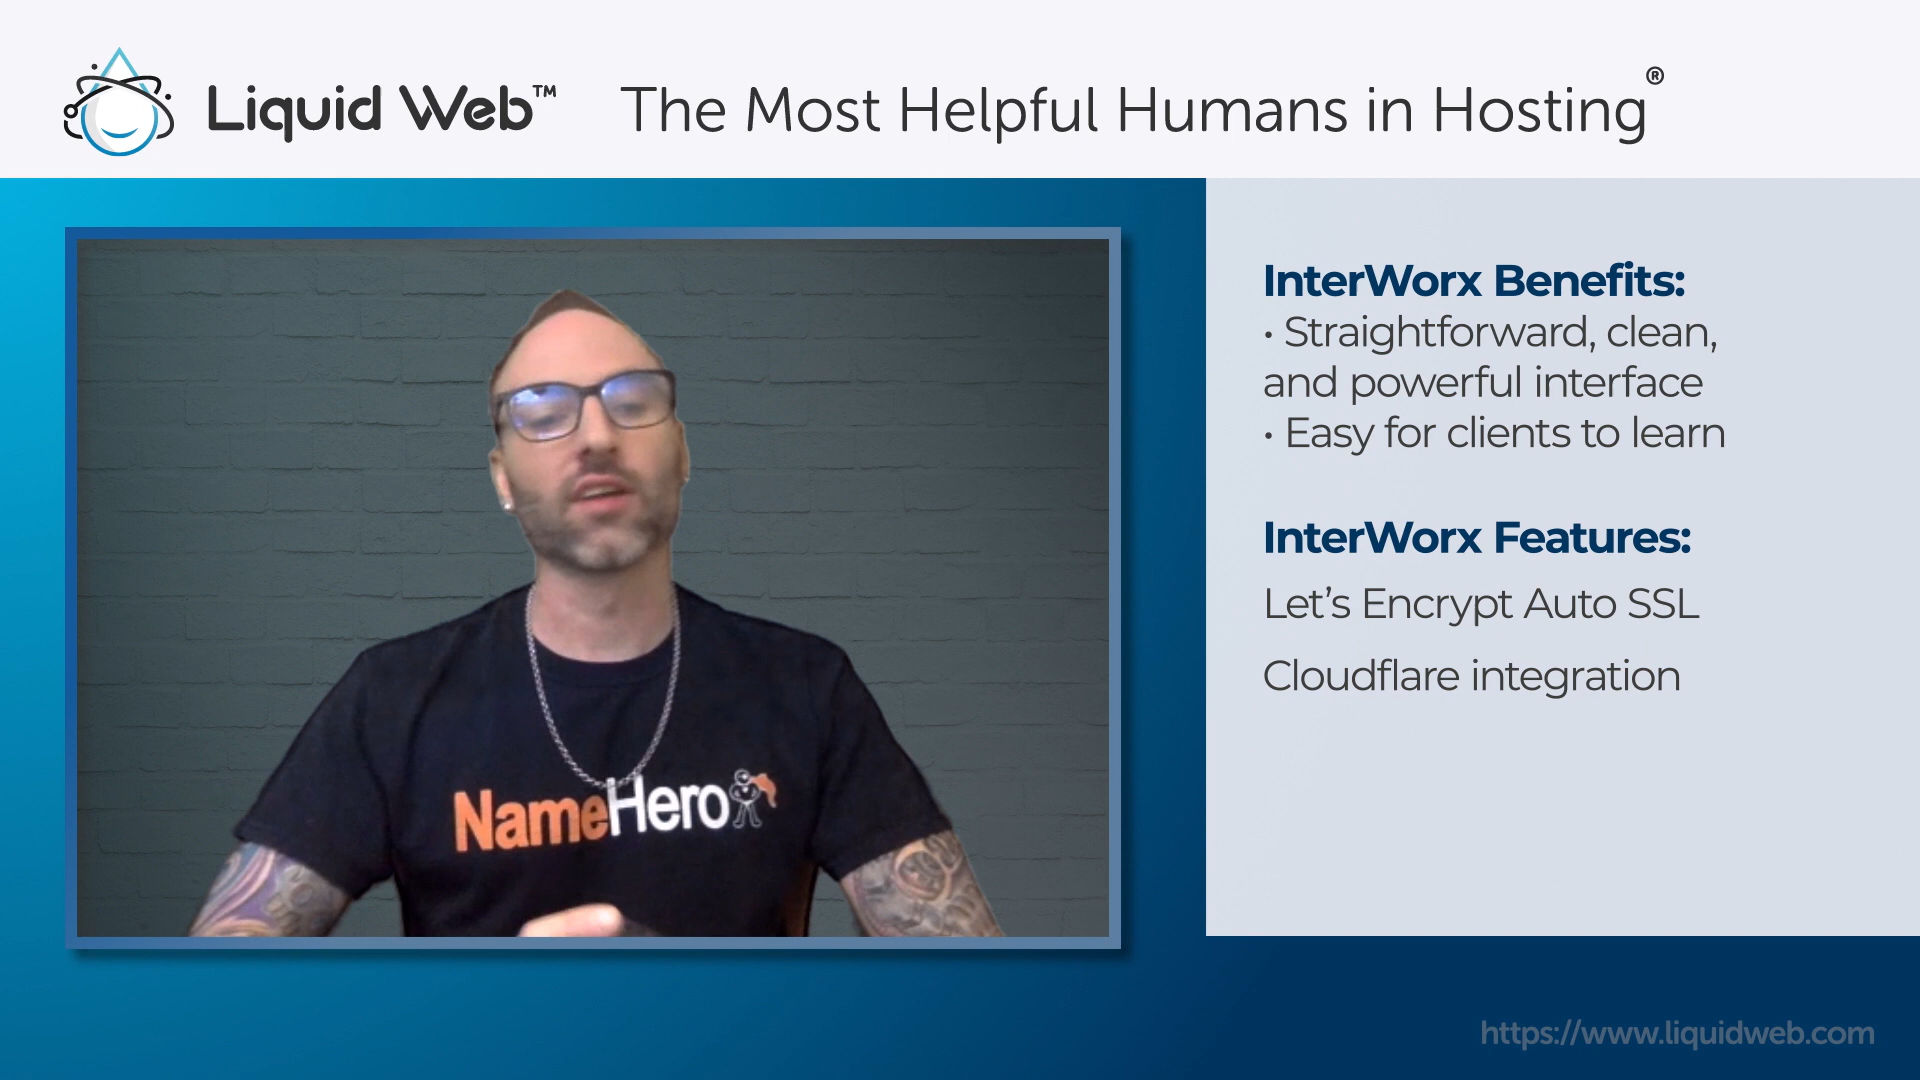 Liquid Web™
The Most Helpful Humans in Hosting®
NameHero
InterWorx Benefits:
• Straightforward, clean,
and powerful interface
• Easy for clients to learn
InterWorx Features:
Let’s Encrypt Auto SSL
Cloudflare integration
https://www.liquidweb.com